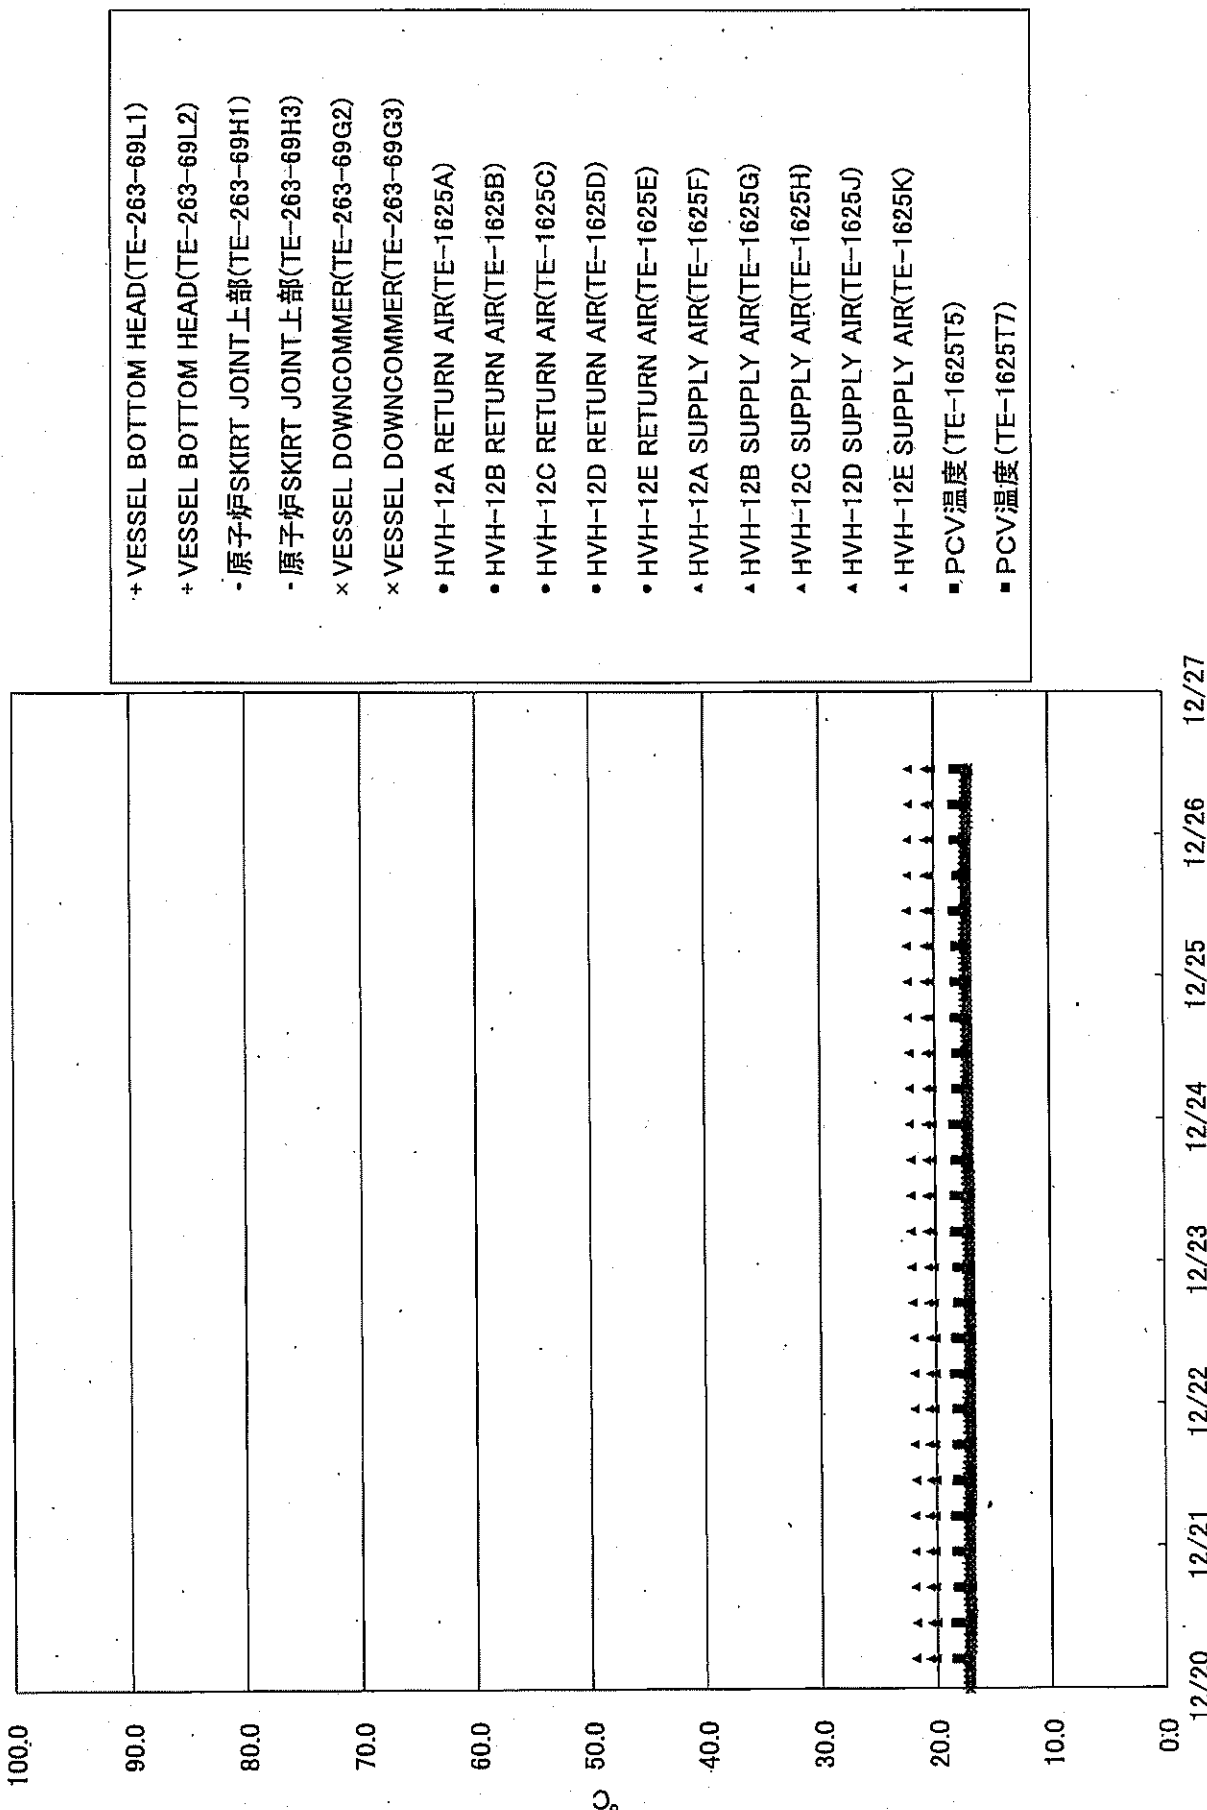 100.0
90.0
80.0
70.0
60.0
50.0
40.0
30.0
20.0
10.0
0.0
℃
12/20
12/21
12/22
12/23
12/24
12/25
12/26
12/27
+ VESSEL BOTTOM HEAD(TE-263-69L1)
+ VESSEL BOTTOM HEAD(TE-263-69L2)
- 原子炉SKIRT JOINT上部(TE-263-69H1)
- 原子炉SKIRT JOINT上部(TE-263-69H3)
× VESSEL DOWNCOMMER(TE-263-69G2)
× VESSEL DOWNCOMMER(TE-263-69G3)
● HVH-12A RETURN AIR(TE-1625A)
● HVH-12B RETURN AIR(TE-1625B)
● HVH-12C RETURN AIR(TE-1625C)
● HVH-12D RETURN AIR(TE-1625D)
● HVH-12E RETURN AIR(TE-1625E)
▲ HVH-12A SUPPLY AIR(TE-1625F)
▲ HVH-12B SUPPLY AIR(TE-1625G)
▲ HVH-12C SUPPLY AIR(TE-1625H)
▲ HVH-12D SUPPLY AIR(TE-1625J)
▲ HVH-12E SUPPLY AIR(TE-1625K)
■ PCV温度(TE-1625T5)
■ PCV温度(TE-1625T7)